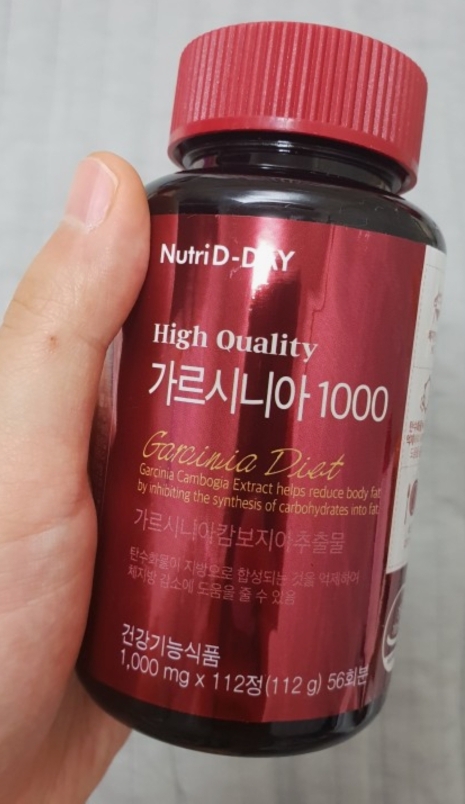 Nutri D-DAY
High Quality
가르시니아 1000
Garcinia Diet
Garcinia Cambogia Extract helps reduce body fat
by inhibiting the synthesis of carbohydrates into fat.
가르시니아캄보지아추출물
탄수화물이 지방으로 합성되는 것을 억제하여
체지방 감소에 도움을 줄 수 있음
건강기능식품
1,000 mg x 112정(112 g) 56회분